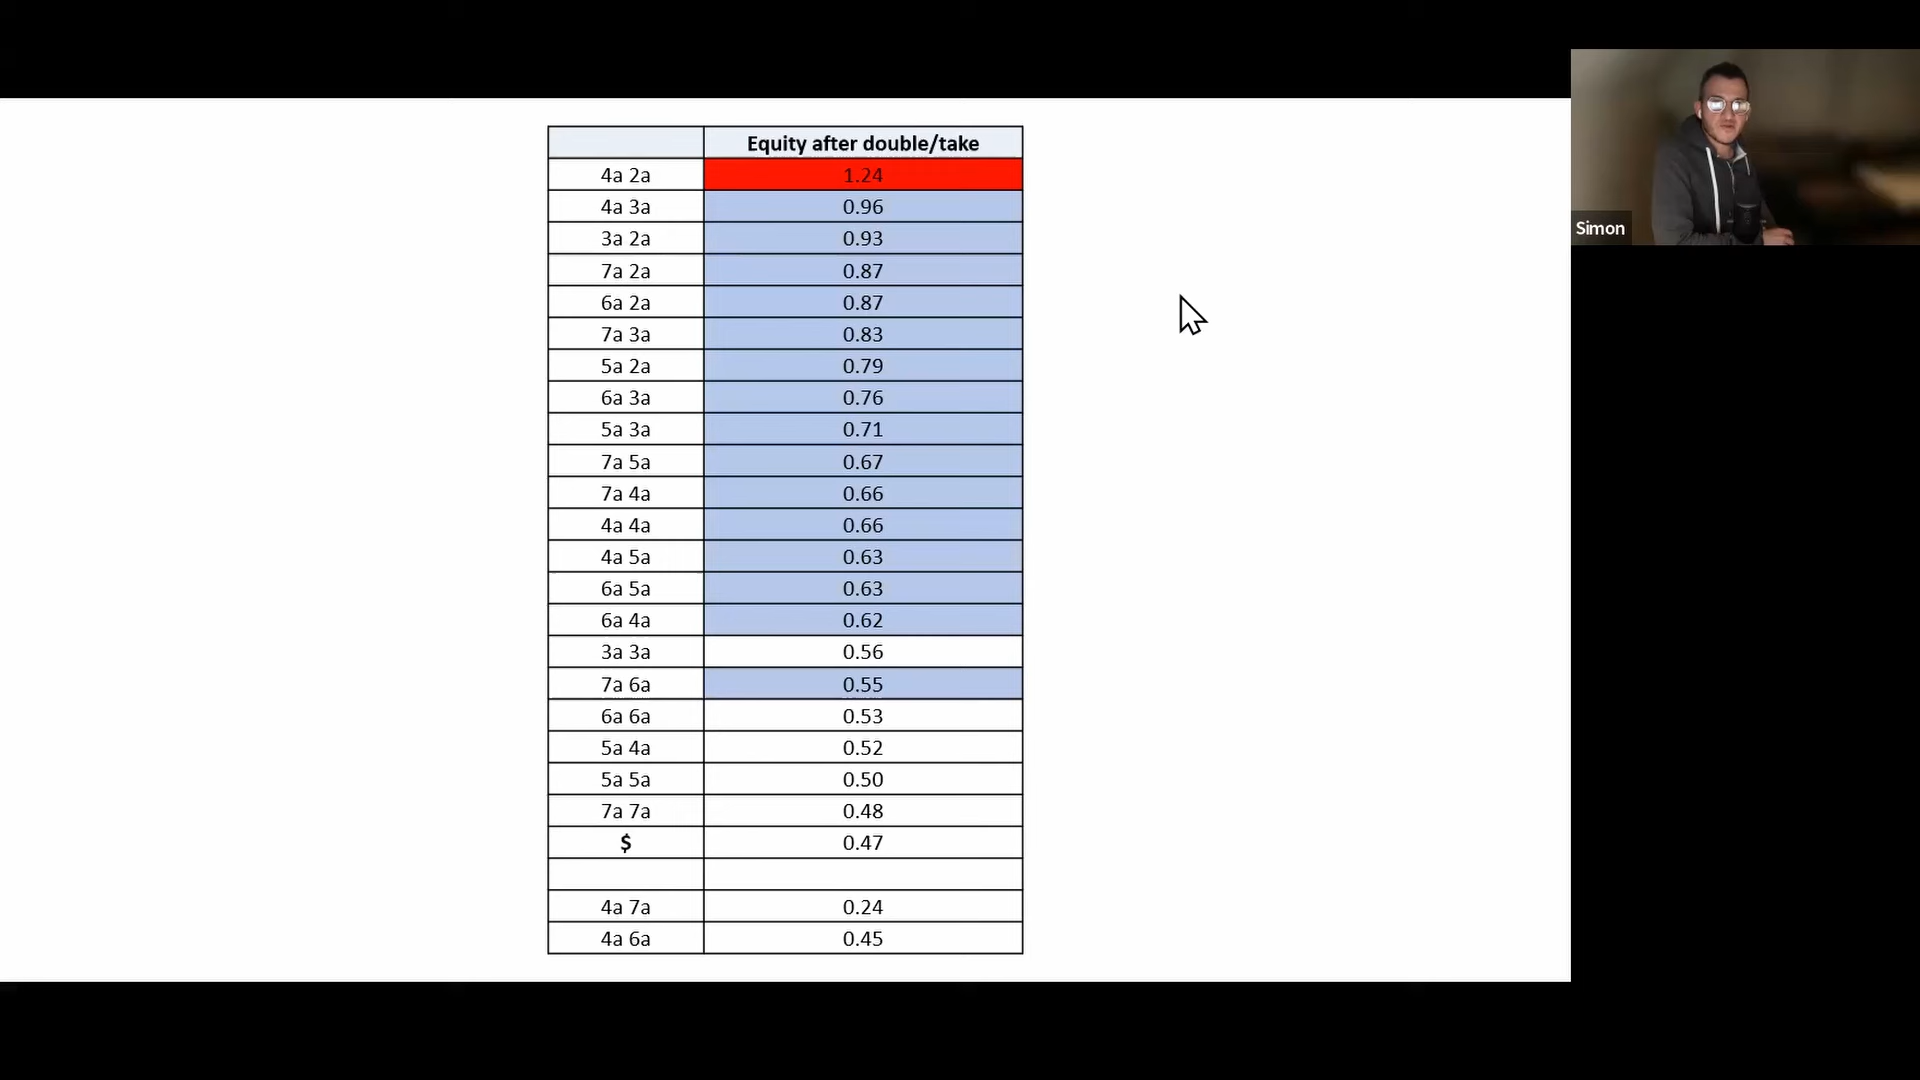 Equity after double/take
4a 2a 1.24
4a 3a 0.96
3a 2a 0.93
7a 2a 0.87
6a 2a 0.87
7a 3a 0.83
5a 2a 0.79
6a 3a 0.76
5a 3a 0.71
7a 5a 0.67
7a 4a 0.66
4a 4a 0.66
4a 5a 0.63
6a 5a 0.63
6a 4a 0.62
3a 3a 0.56
7a 6a 0.55
6a 6a 0.53
5a 4a 0.52
5a 5a 0.50
7a 7a 0.48
$ 0.47
4a 7a 0.24
4a 6a 0.45
Simon